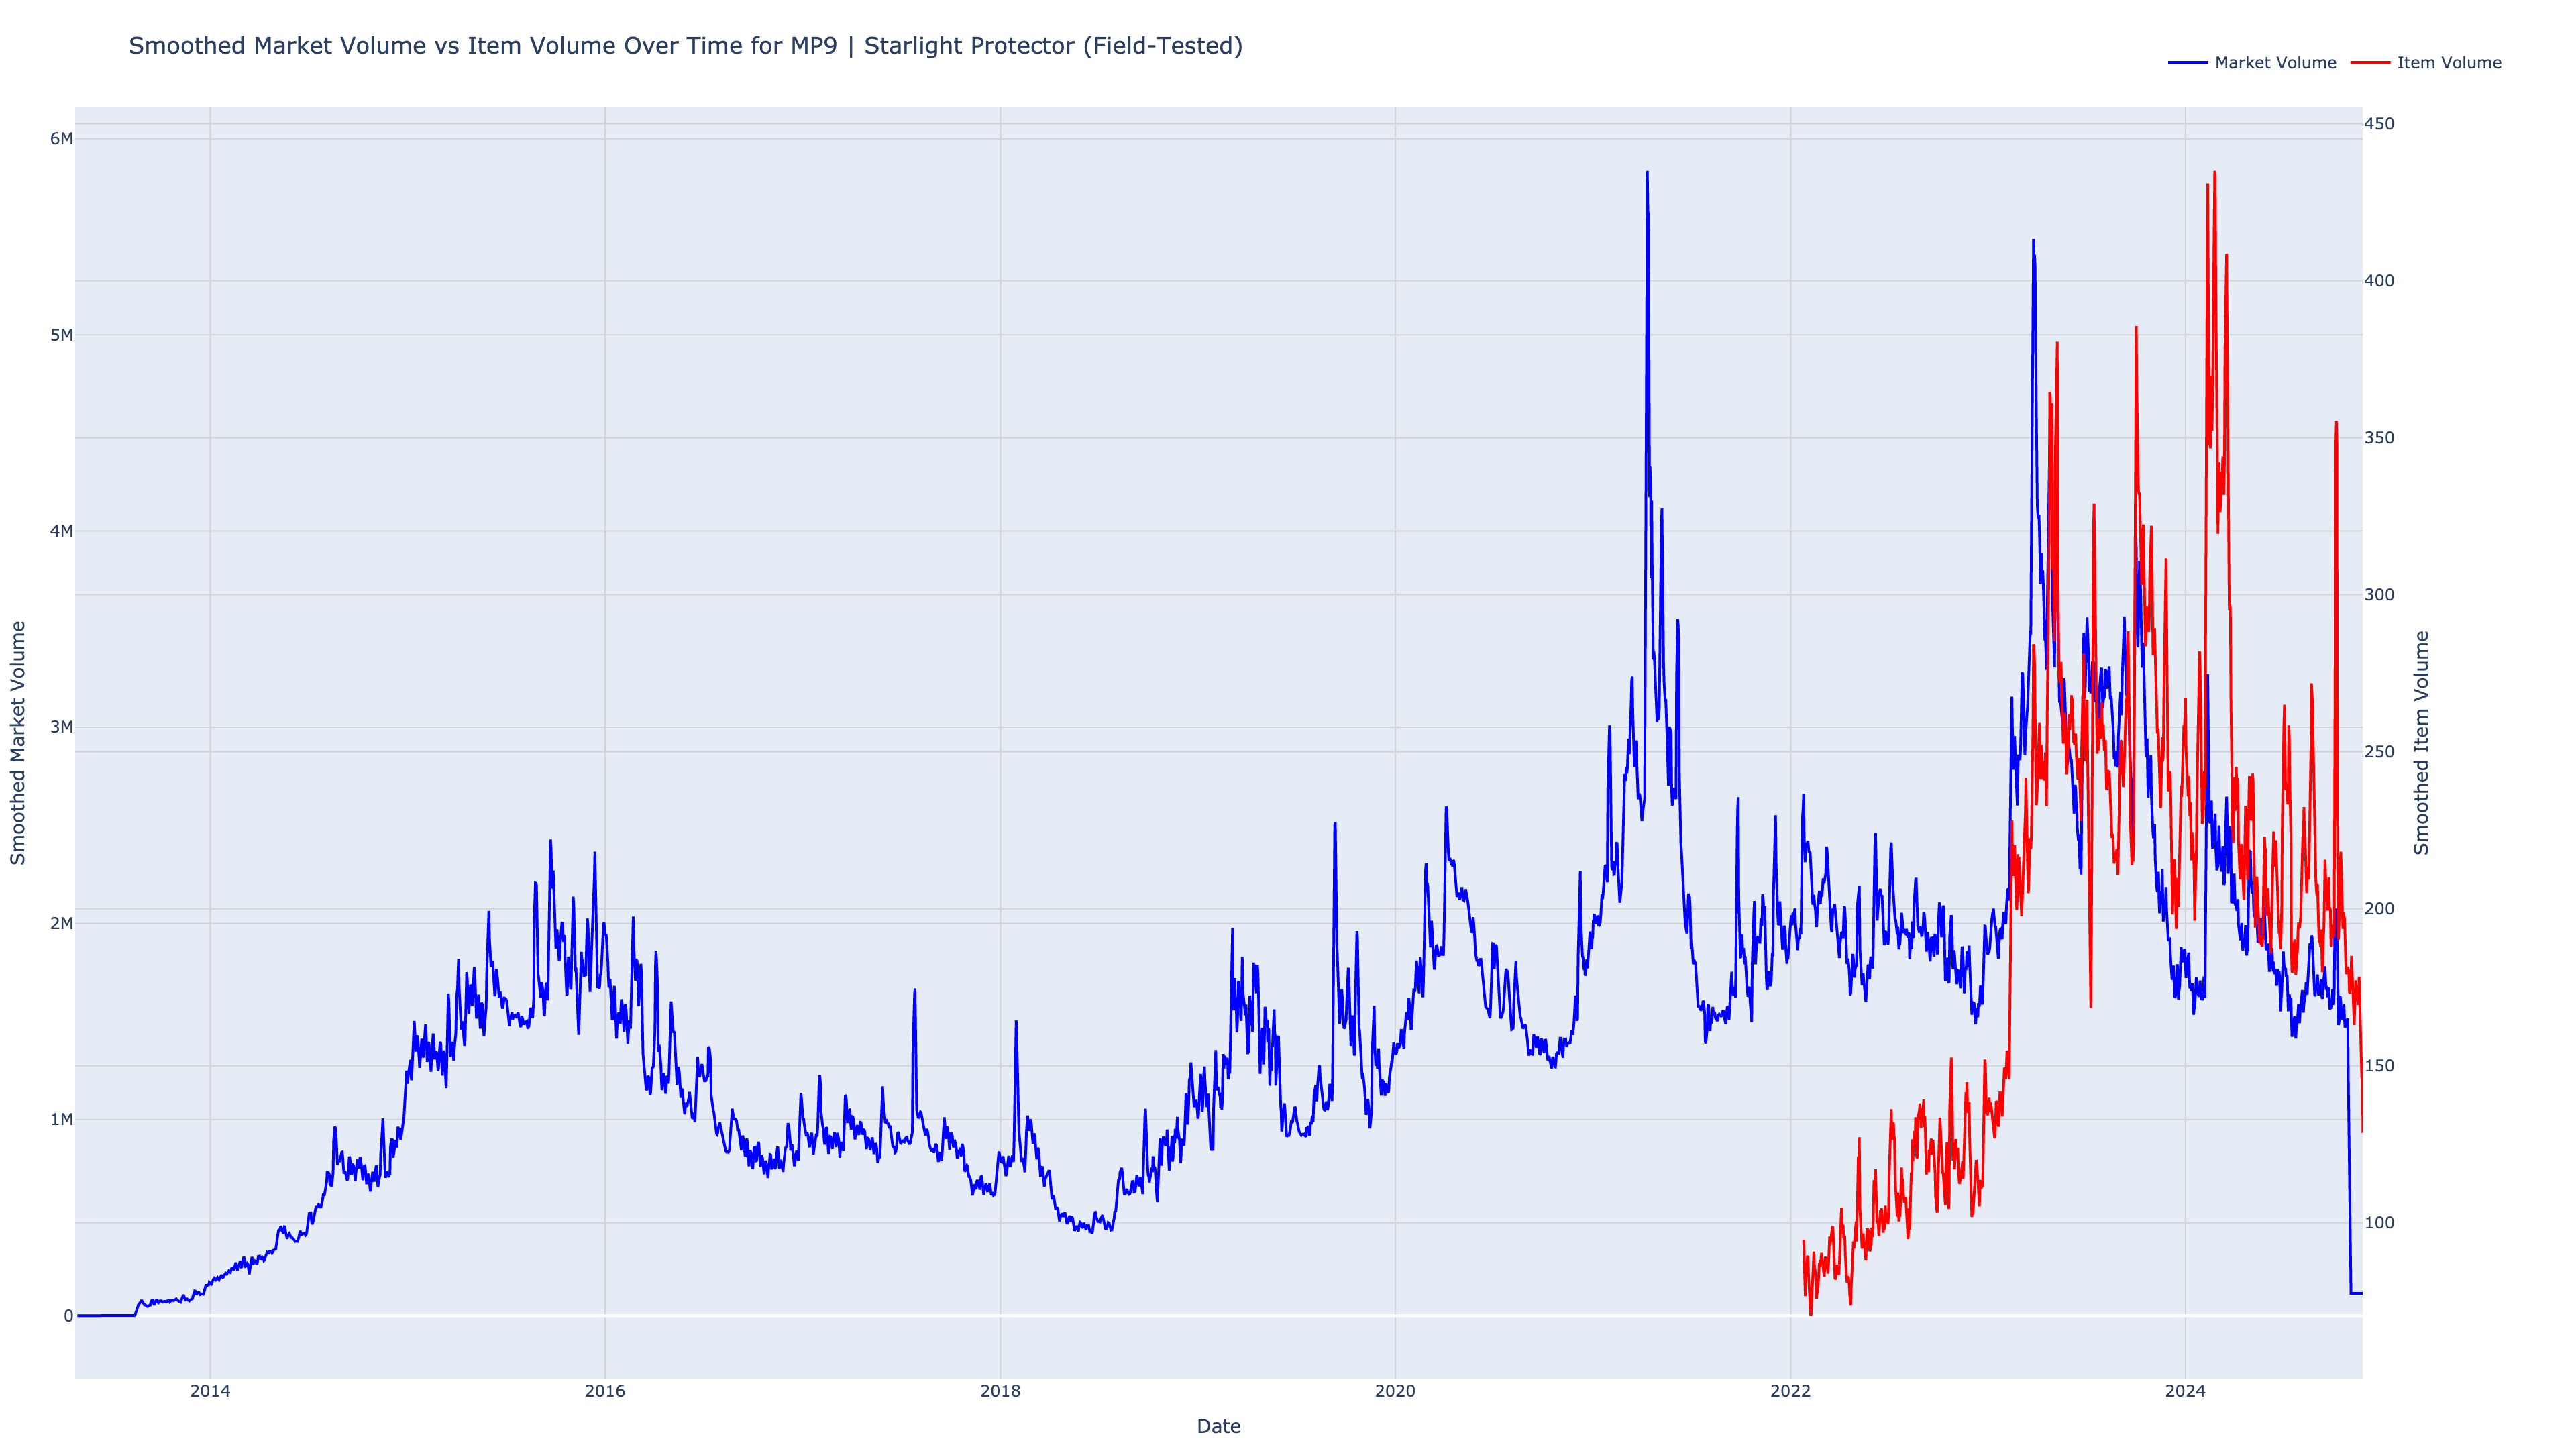 Smoothed Market Volume vs Item Volume Over Time for MP9 | Starlight Protector (Field-Tested)
Market Volume
Item Volume
6M
5M
4M
3M
2M
1M
0
Smoothed Market Volume
450
400
350
300
250
200
150
100
Smoothed Item Volume
2014
2016
2018
2020
2022
2024
Date